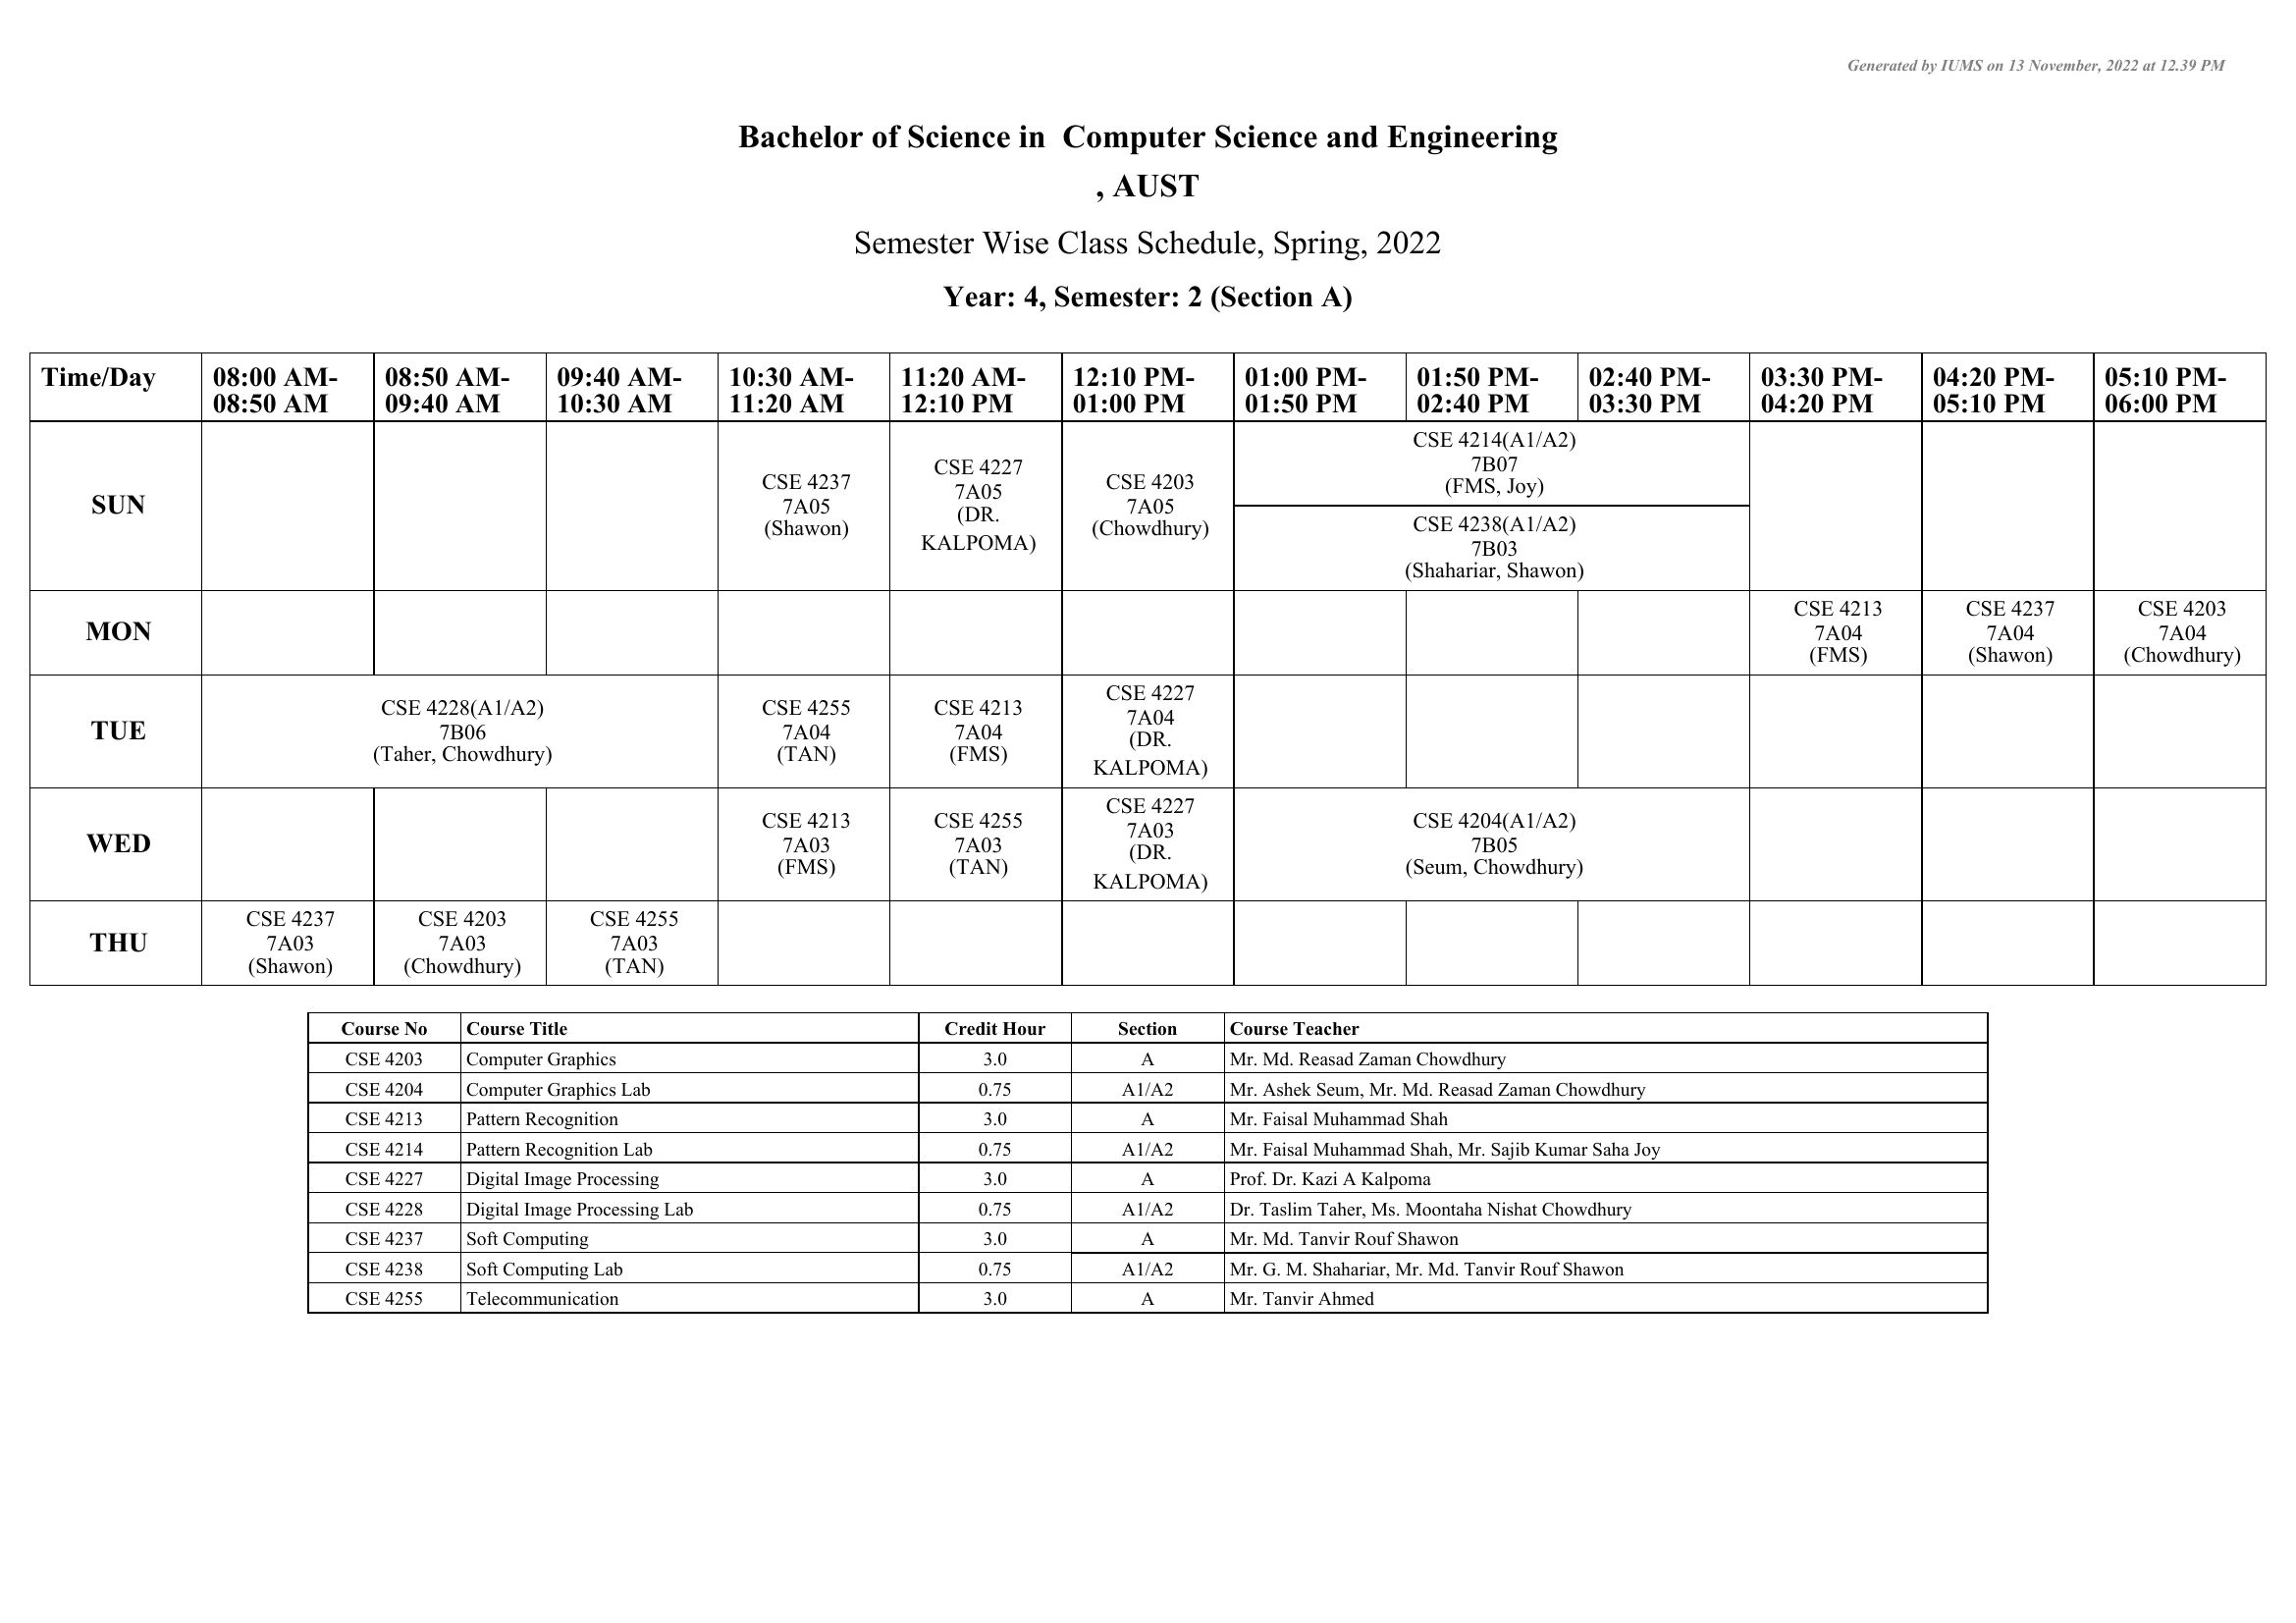 Generated by IUMS on 13 November, 2022 at 12.39 PM
Bachelor of Science in  Computer Science and Engineering
, AUST
Semester Wise Class Schedule, Spring, 2022
Year: 4, Semester: 2 (Section A)
Time/Day
08:00 AM-
08:50 AM
08:50 AM-
09:40 AM
09:40 AM-
10:30 AM
10:30 AM-
11:20 AM
11:20 AM-
12:10 PM
12:10 PM-
01:00 PM
01:00 PM-
01:50 PM
01:50 PM-
02:40 PM
02:40 PM-
03:30 PM
03:30 PM-
04:20 PM
04:20 PM-
05:10 PM
05:10 PM-
06:00 PM
SUN
CSE 4237
7A05
(Shawon)
CSE 4227
7A05
(DR.
KALPOMA)
CSE 4203
7A05
(Chowdhury)
CSE 4214(A1/A2)
7B07
(FMS, Joy)
CSE 4238(A1/A2)
7B03
(Shahariar, Shawon)
MON
CSE 4213
7A04
(FMS)
CSE 4237
7A04
(Shawon)
CSE 4203
7A04
(Chowdhury)
TUE
CSE 4228(A1/A2)
7B06
(Taher, Chowdhury)
CSE 4255
7A04
(TAN)
CSE 4213
7A04
(FMS)
CSE 4227
7A04
(DR.
KALPOMA)
WED
CSE 4213
7A03
(FMS)
CSE 4255
7A03
(TAN)
CSE 4227
7A03
(DR.
KALPOMA)
CSE 4204(A1/A2)
7B05
(Seum, Chowdhury)
THU
CSE 4237
7A03
(Shawon)
CSE 4203
7A03
(Chowdhury)
CSE 4255
7A03
(TAN)
Course No Course Title Credit Hour Section Course Teacher
CSE 4203 Computer Graphics 3.0 A Mr. Md. Reasad Zaman Chowdhury
CSE 4204 Computer Graphics Lab 0.75 A1/A2 Mr. Ashek Seum, Mr. Md. Reasad Zaman Chowdhury
CSE 4213 Pattern Recognition 3.0 A Mr. Faisal Muhammad Shah
CSE 4214 Pattern Recognition Lab 0.75 A1/A2 Mr. Faisal Muhammad Shah, Mr. Sajib Kumar Saha Joy
CSE 4227 Digital Image Processing 3.0 A Prof. Dr. Kazi A Kalpoma
CSE 4228 Digital Image Processing Lab 0.75 A1/A2 Dr. Taslim Taher, Ms. Moontaha Nishat Chowdhury
CSE 4237 Soft Computing 3.0 A Mr. Md. Tanvir Rouf Shawon
CSE 4238 Soft Computing Lab 0.75 A1/A2 Mr. G. M. Shahariar, Mr. Md. Tanvir Rouf Shawon
CSE 4255 Telecommunication 3.0 A Mr. Tanvir Ahmed